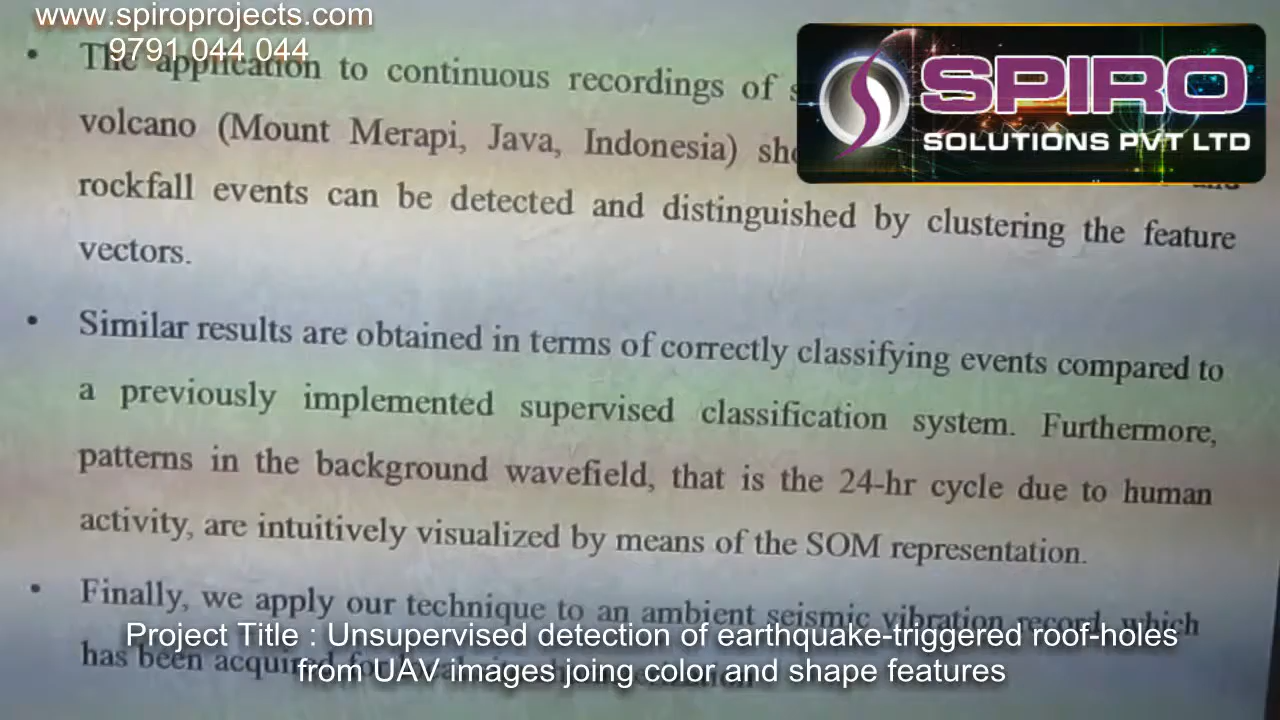 www.spiroprojects.com
9791 044 044
SPIRO
SOLUTIONS PVT LTD
• The application to continuous recordings of
volcano (Mount Merapi, Java, Indonesia)
rockfall events can be detected and distinguished by clustering the feature
vectors.
• Similar results are obtained in terms of correctly classifying events compared to
a previously implemented supervised classification system. Furthermore,
patterns in the background wavefield, that is the 24-hr cycle due to human
activity, are intuitively visualized by means of the SOM representation.
• Finally, we apply our technique to an ambient seismic vibration record, which
has been
Project Title : Unsupervised detection of earthquake-triggered roof-holes
from UAV images joing color and shape features